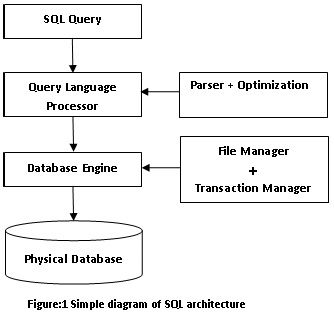 SQL Query
Query Language
Processor
Parser + Optimization
Database Engine
File Manager
+
Transaction Manager
Physical Database
Figure:1 Simple diagram of SQL architecture